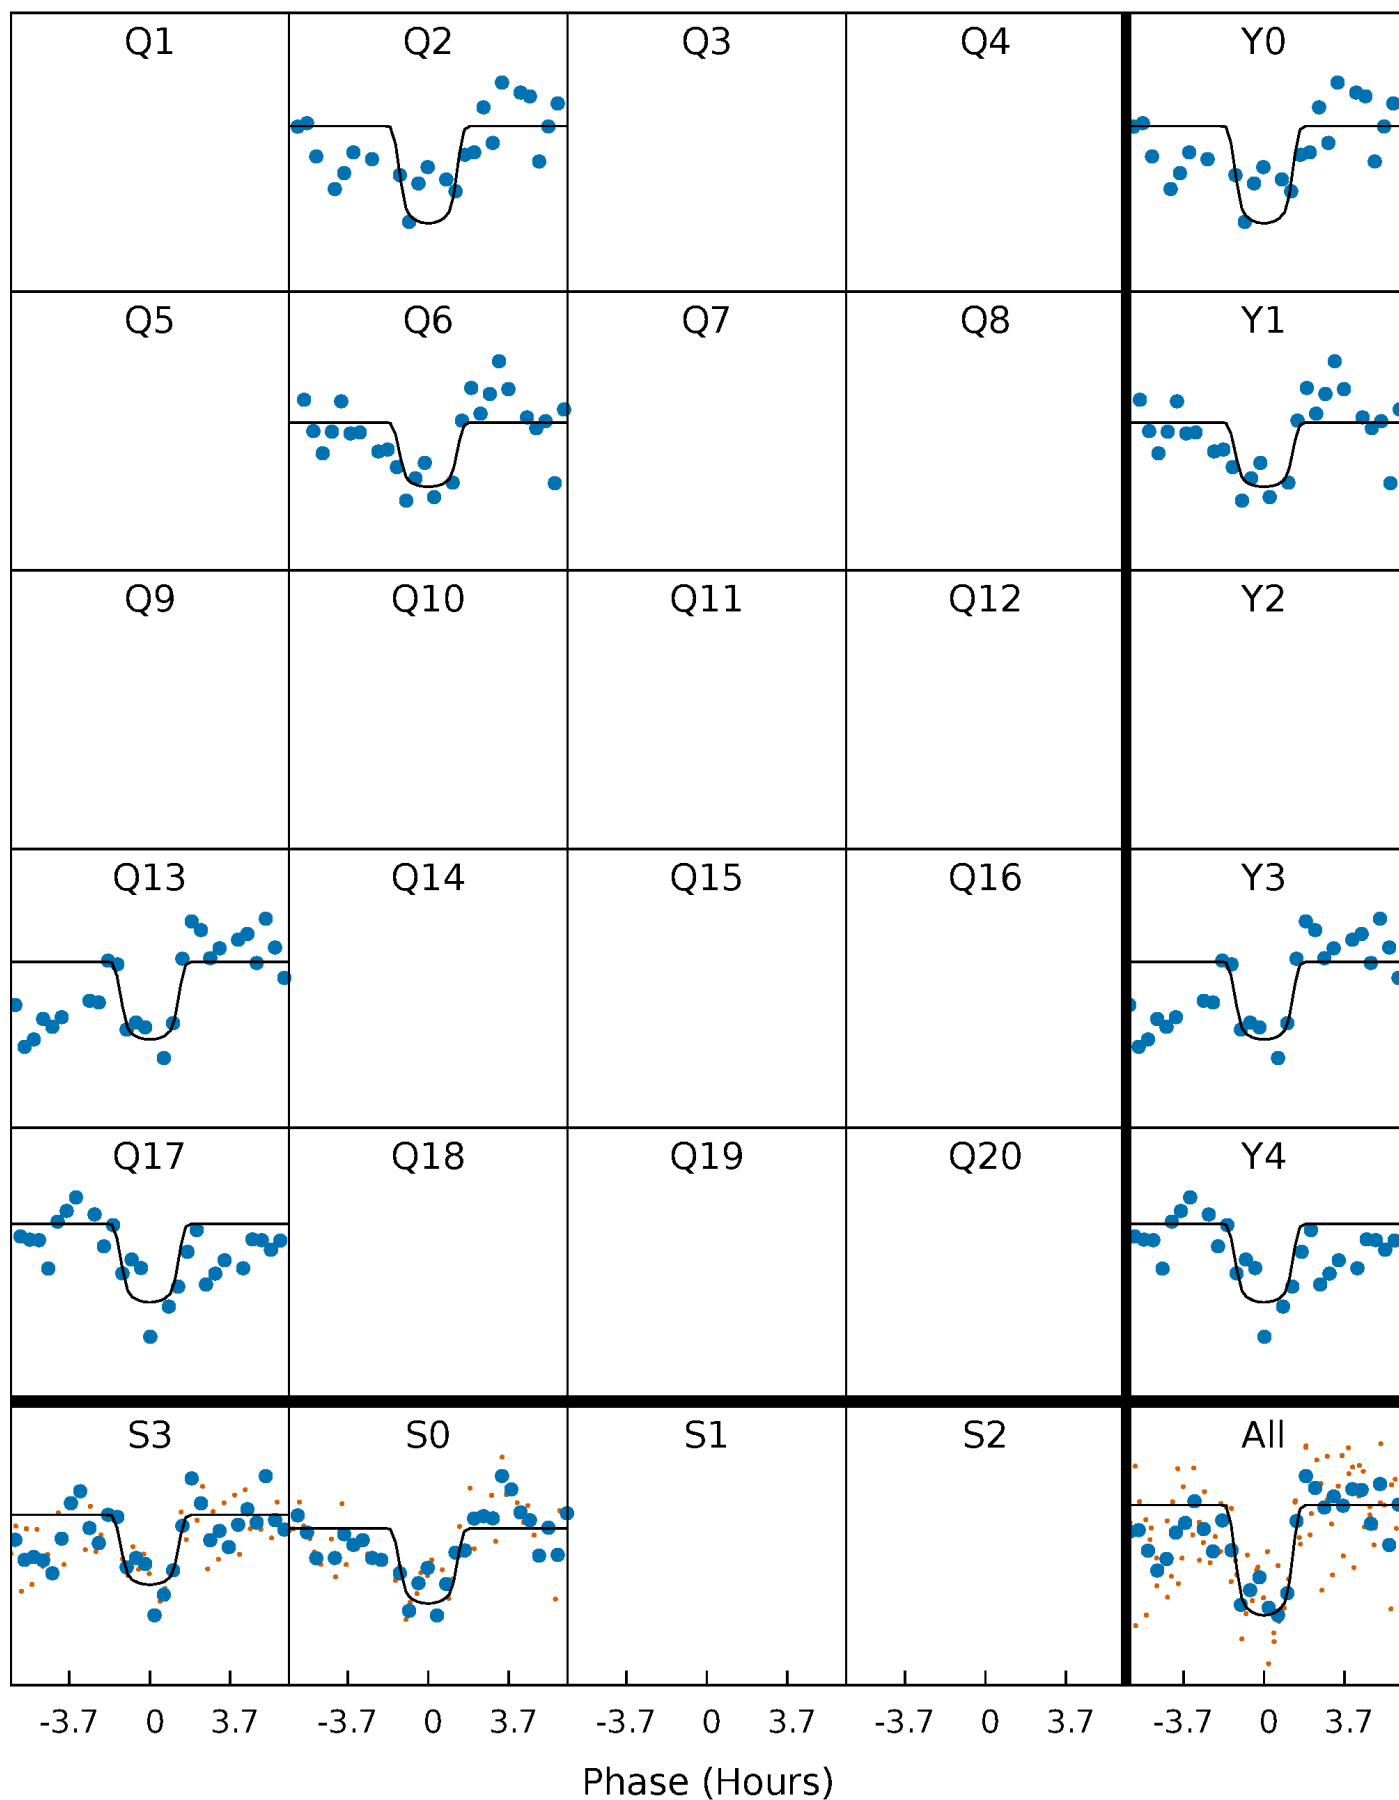 Q1 Q2 Q3 Q4 Y0
Q5 Q6 Q7 Q8 Y1
Q9 Q10 Q11 Q12 Y2
Q13 Q14 Q15 Q16 Y3
Q17 Q18 Q19 Q20 Y4
S3 S0 S1 S2 All
-3.7 0 3.7 -3.7 0 3.7 -3.7 0 3.7 -3.7 0 3.7 -3.7 0 3.7
Phase (Hours)